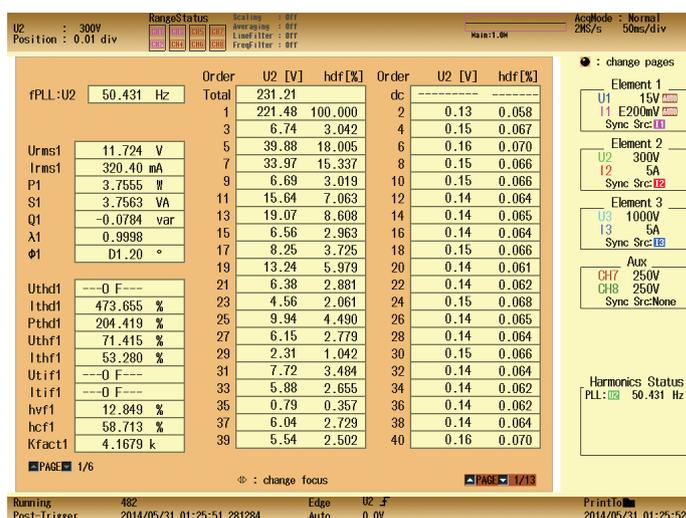 U2 : 300V
Position : 0.01 div
RangeStatus
CH1 CH3 CH5 CH7
CH2 CH4 CH6 CH8
Scaling : Off
Averaging : Off
LineFilter : Off
FreqFilter : Off
Main:1.0M
AcqMode : Normal
2MS/s 50ms/div
fPLL:U2 50.431 Hz
Urms1 11.724 V
Irms1 320.40 mA
P1 3.7555 W
S1 3.7563 VA
Q1 -0.0784 var
λ1 0.9998
Φ1 D1.20 °
Uthd1 ---O F---
Ithd1 473.655 %
Pthd1 204.419 %
Uthf1 71.415 %
Ithf1 53.280 %
Utif1 ---O F---
Itif1 ---O F---
hvf1 12.849 %
hcf1 58.713 %
Kfact1 4.1679 k
PAGE 1/6
Order U2 [V] hdf[%] Order U2 [V] hdf[%]
Total 231.21 dc --------- -------
1 221.48 100.000 2 0.13 0.058
3 6.74 3.042 4 0.15 0.067
5 39.88 18.005 6 0.16 0.070
7 33.97 15.337 8 0.15 0.066
9 6.69 3.019 10 0.15 0.066
11 15.64 7.063 12 0.14 0.064
13 19.07 8.608 14 0.14 0.065
15 6.56 2.963 16 0.14 0.064
17 8.25 3.725 18 0.15 0.066
19 13.24 5.979 20 0.14 0.061
21 6.38 2.881 22 0.14 0.062
23 4.56 2.061 24 0.15 0.068
25 9.94 4.490 26 0.14 0.065
27 6.15 2.779 28 0.14 0.064
29 2.31 1.042 30 0.15 0.066
31 7.72 3.484 32 0.14 0.064
33 5.88 2.655 34 0.14 0.062
35 0.79 0.357 36 0.14 0.062
37 6.04 2.729 38 0.14 0.064
39 5.54 2.502 40 0.16 0.070
: change focus
PAGE 1/13
: change pages
Element 1
U1 15V
I1 E200mV
Sync Src:I1
Element 2
U2 300V
I2 5A
Sync Src:I2
Element 3
U3 1000V
I3 5A
Sync Src:I3
Aux
CH7 250V
CH8 250V
Sync Src:None
Harmonics Status
PLL:U2 50.431 Hz
Running 482 Edge U2 PrintTo
Post-Trigger 2014/05/31 01:25:51.281284 Auto 0.0V 2014/05/31 01:25:52